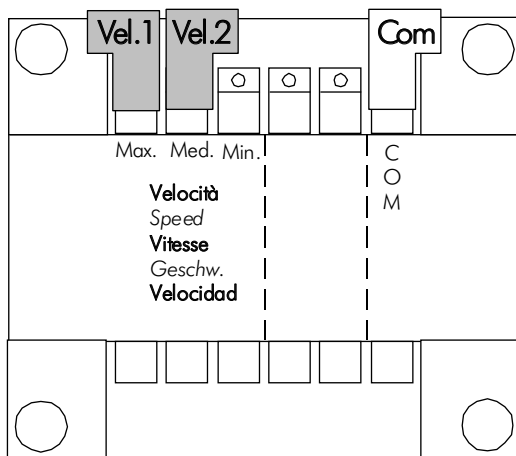 Vel.1 Vel.2 Com
Max. Med. Min.
C
O
M
Velocità
Speed
Vitesse
Geschw.
Velocidad